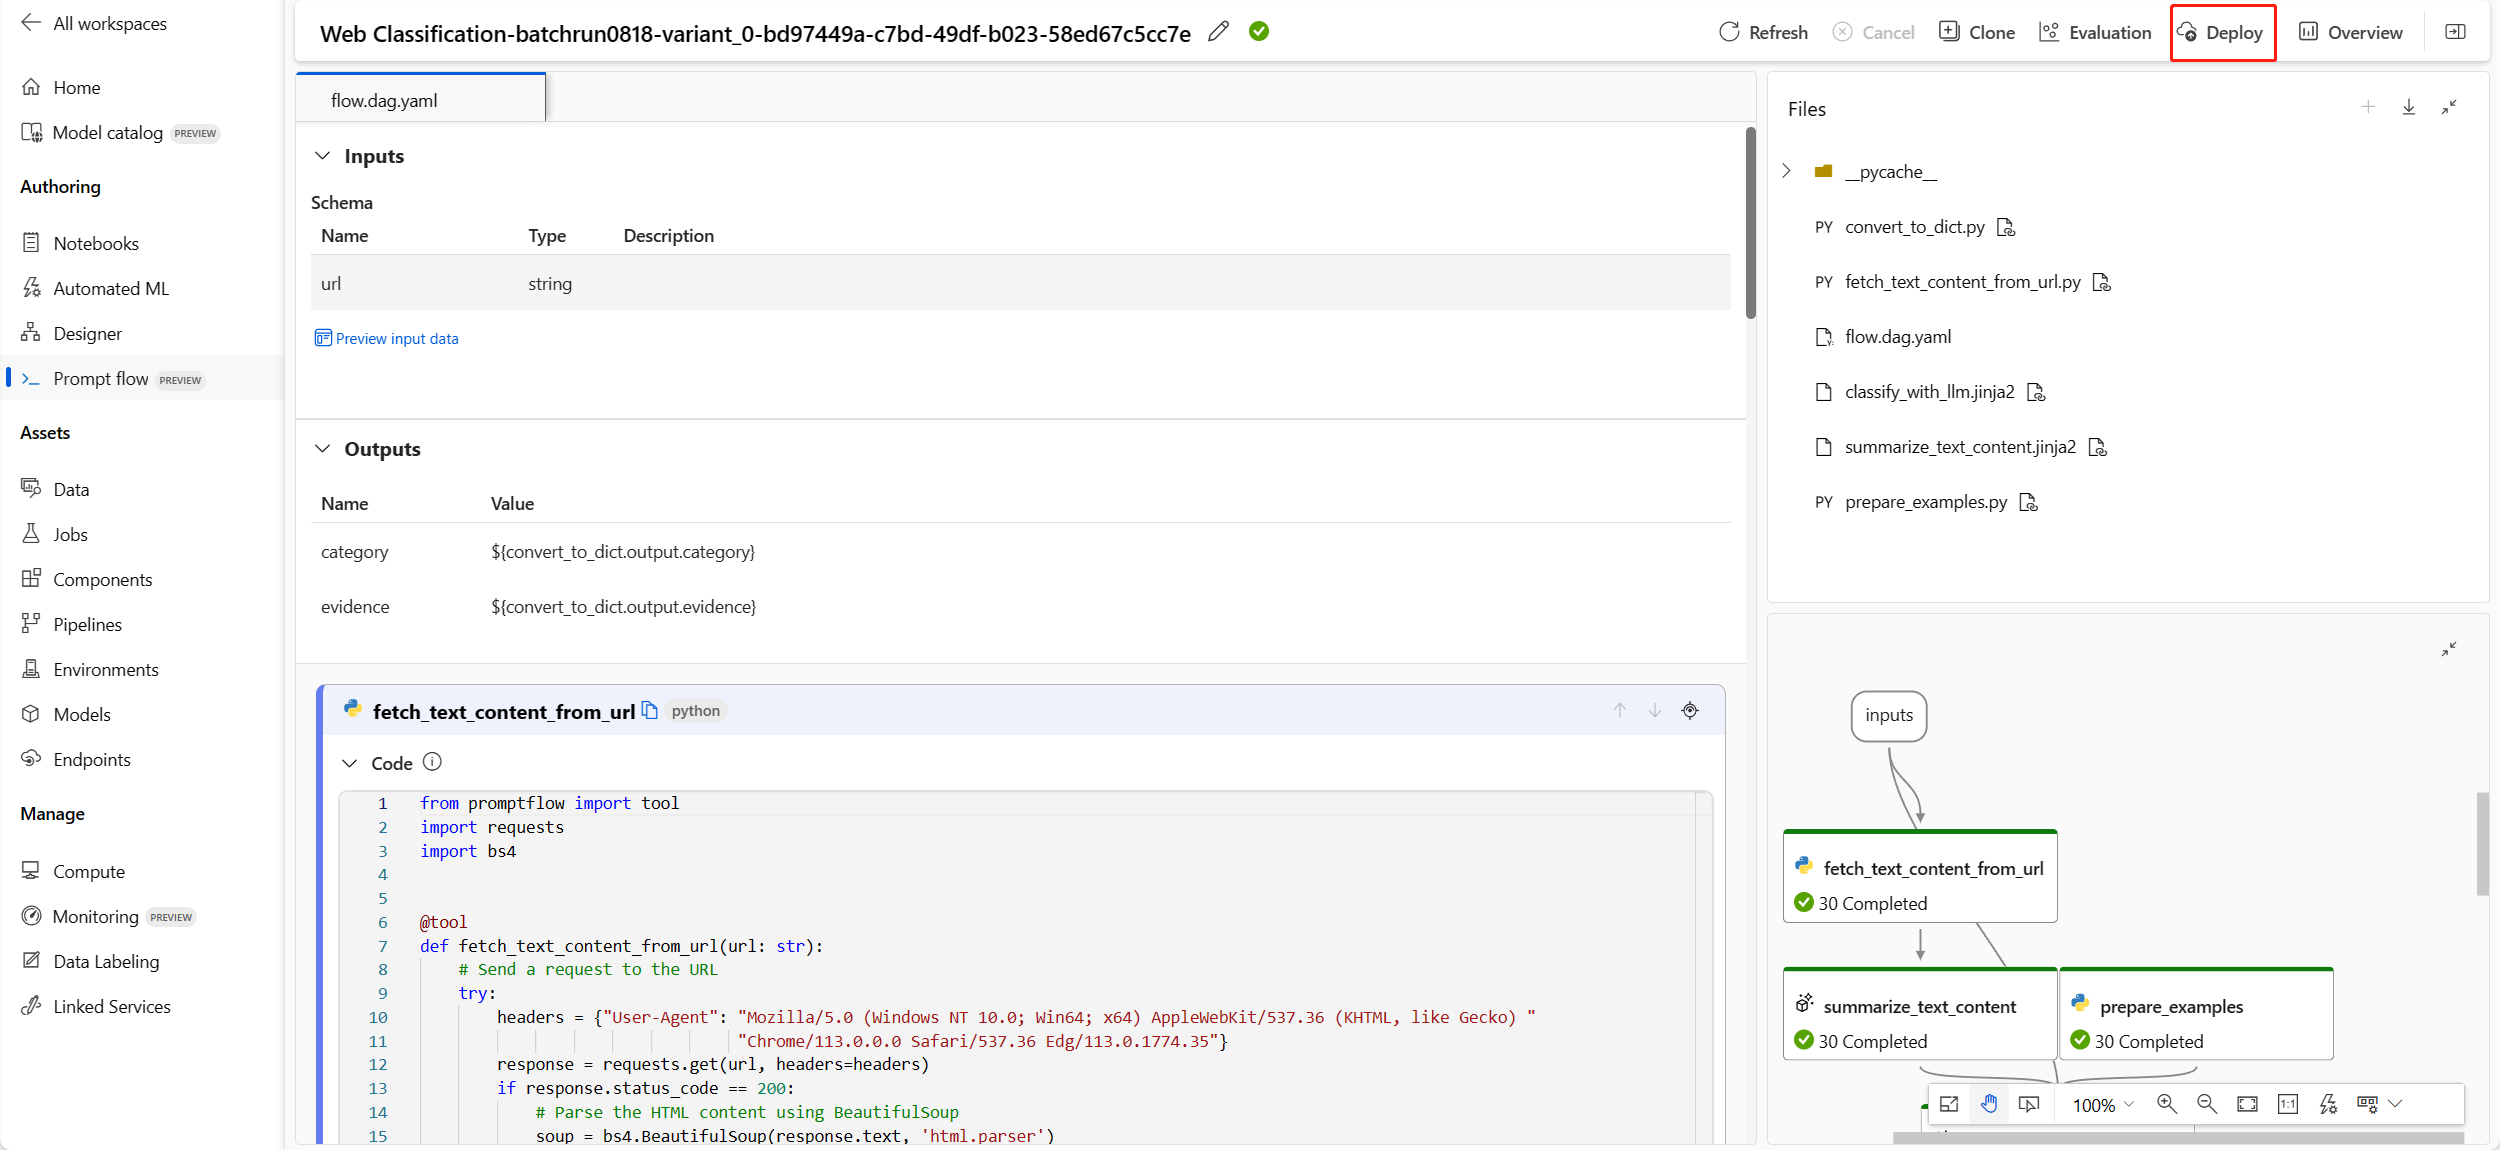 All workspaces
Home
Model catalog PREVIEW
Authoring
Notebooks
Automated ML
Designer
Prompt flow PREVIEW
Assets
Data
Jobs
Components
Pipelines
Environments
Models
Endpoints
Manage
Compute
Monitoring PREVIEW
Data Labeling
Linked Services
Web Classification-batchrun0818-variant_0-bd97449a-c7bd-49df-b023-58ed67c5cc7e
Refresh Cancel Clone Evaluation Deploy Overview
flow.dag.yaml
Inputs
Schema
Name Type Description
url string
Preview input data
Outputs
Name Value
category ${convert_to_dict.output.category}
evidence ${convert_to_dict.output.evidence}
fetch_text_content_from_url python
Code
1 from promptflow import tool
2 import requests
3 import bs4
4
5
6 @tool
7 def fetch_text_content_from_url(url: str):
8 # Send a request to the URL
9 try:
10 headers = {"User-Agent": "Mozilla/5.0 (Windows NT 10.0; Win64; x64) AppleWebKit/537.36 (KHTML, like Gecko) "
11 "Chrome/113.0.0.0 Safari/537.36 Edg/113.0.1774.35"}
12 response = requests.get(url, headers=headers)
13 if response.status_code == 200:
14 # Parse the HTML content using BeautifulSoup
15 soup = bs4.BeautifulSoup(response.text, 'html.parser')
Files
__pycache__
PY convert_to_dict.py
PY fetch_text_content_from_url.py
flow.dag.yaml
classify_with_llm.jinja2
summarize_text_content.jinja2
PY prepare_examples.py
inputs
fetch_text_content_from_url
30 Completed
summarize_text_content
30 Completed
prepare_examples
30 Completed
100%
1:1